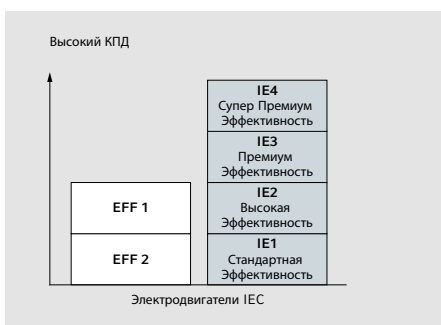 Высокий КПД
IE4
Супер Премиум
Эффективность
IE3
Премиум
Эффективность
EFF 1
IE2
Высокая
Эффективность
EFF 2
IE1
Стандартная
Эффективность
Электродвигатели IEC